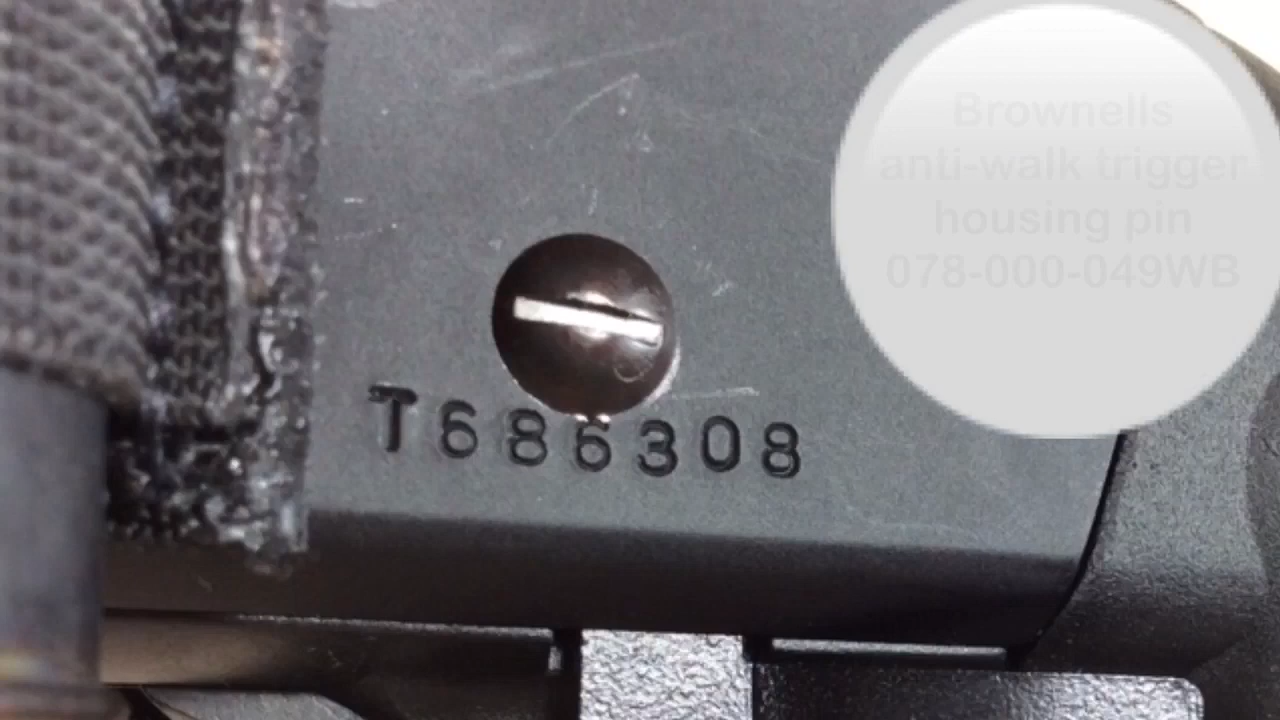 Brownells
anti-walk trigger
housing pin
078-000-049WB
T686308